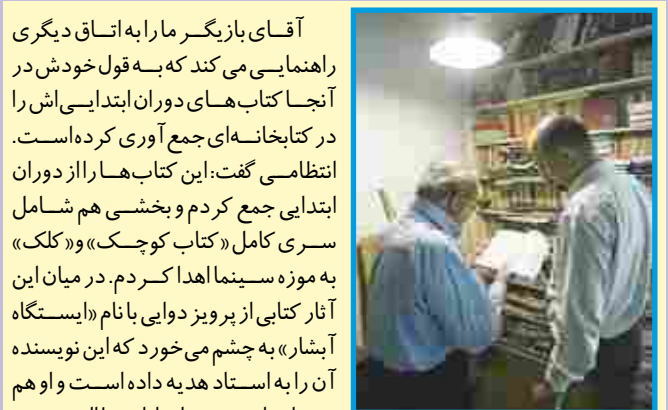 آقای بازیگر ما را به اتاق دیگری
راهنمایی می کند که به قول خودش در
آنجا کتاب‌های دوران ابتدایی‌اش را
در کتابخانه‌ای جمع آوری کرده‌است.
انتظامی گفت: این کتاب‌ها را از دوران
ابتدایی جمع کردم و بخشی هم شامل
سری کامل «کتاب کوچک» و «کلک»
به موزه سینما اهدا کردم. در میان این
آثار کتابی از پرویز دوایی با نام «ایستگاه
آبشار» به چشم می‌خورد که این نویسنده
آن را به استاد هدیه داده‌است و او هم